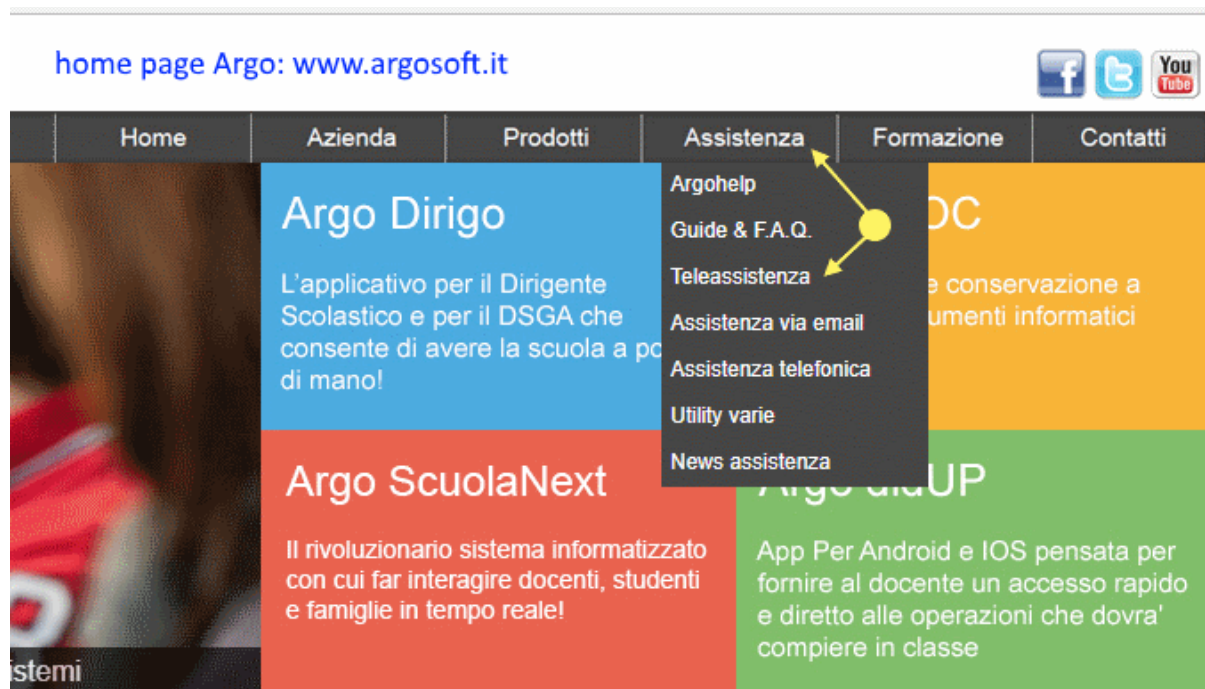 home page Argo: www.argosoft.it
You
Tube
Home
Azienda
Prodotti
Assistenza
Formazione
Contatti
Argohelp
Guide & F.A.Q.
Teleassistenza
Assistenza via email
Assistenza telefonica
Utility varie
News assistenza
Argo Dirigo
L'applicativo per il Dirigente
Scolastico e per il DSGA che
consente di avere la scuola a po
di mano!
OC
e conservazione a
umenti informatici
Argo ScuolaNext
Il rivoluzionario sistema informatizzato
con cui far interagire docenti, studenti
e famiglie in tempo reale!
Argo didUP
App Per Android e IOS pensata per
fornire al docente un accesso rapido
e diretto alle operazioni che dovra'
compiere in classe
istemi